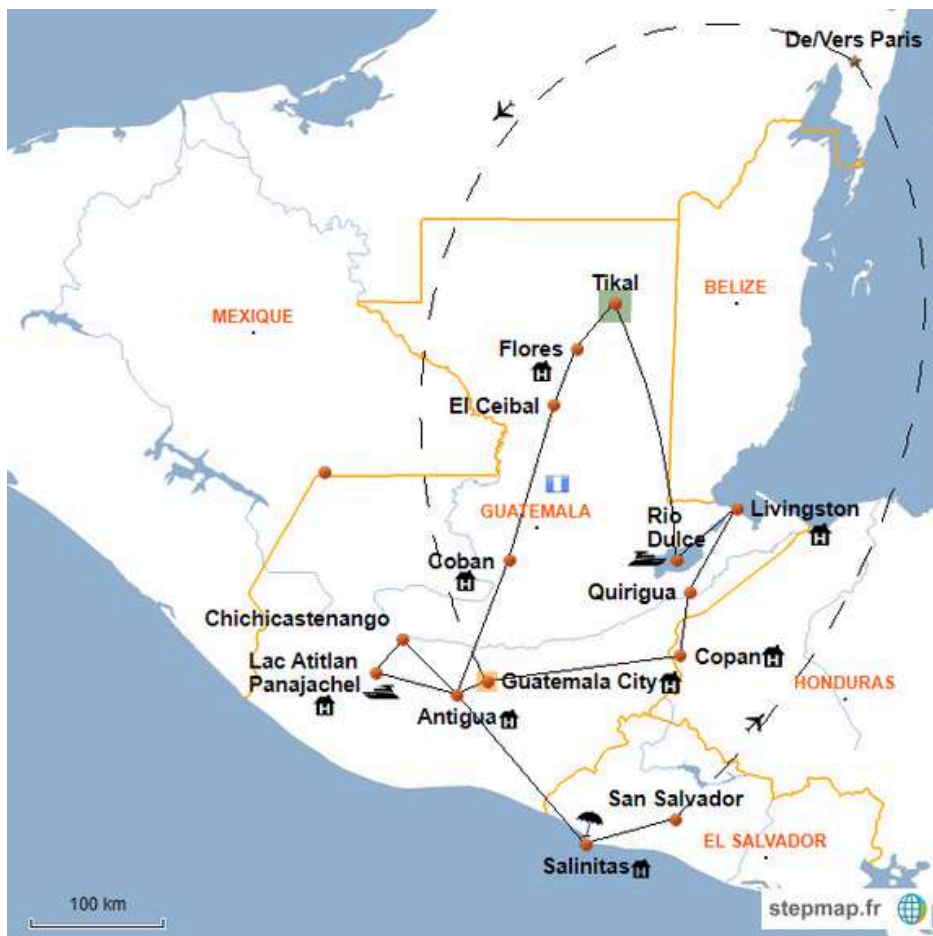 De/Vers Paris
Tikal
BELIZE
MEXIQUE
Flores
H
El Ceibal
GUATEMALA
Rio
Dulce
Livingston
H
Coban
H
Quirigua
Chichicastenango
Lac Atitlan
Panajachel
H
Copan H
Guatemala City H
HONDURAS
Antigua H
San Salvador
EL SALVADOR
Salinitas H
100 km
stepmap.fr